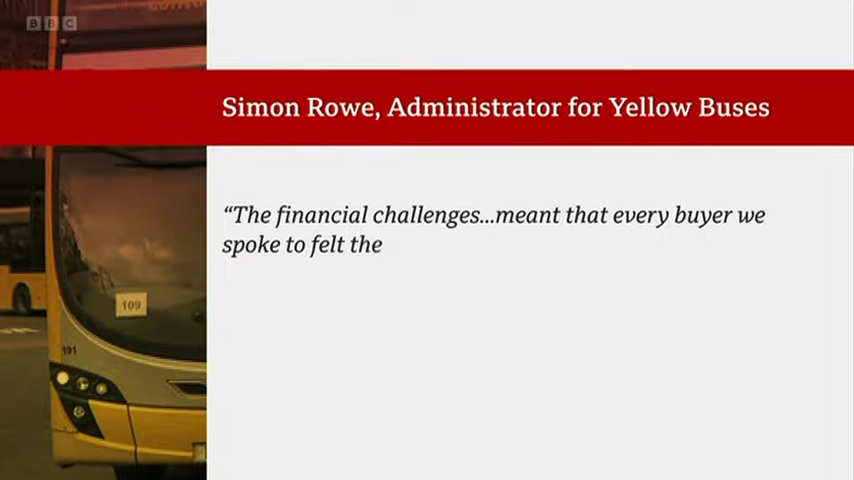 BBC
Simon Rowe, Administrator for Yellow Buses
“The financial challenges...meant that every buyer we
spoke to felt the
109
191